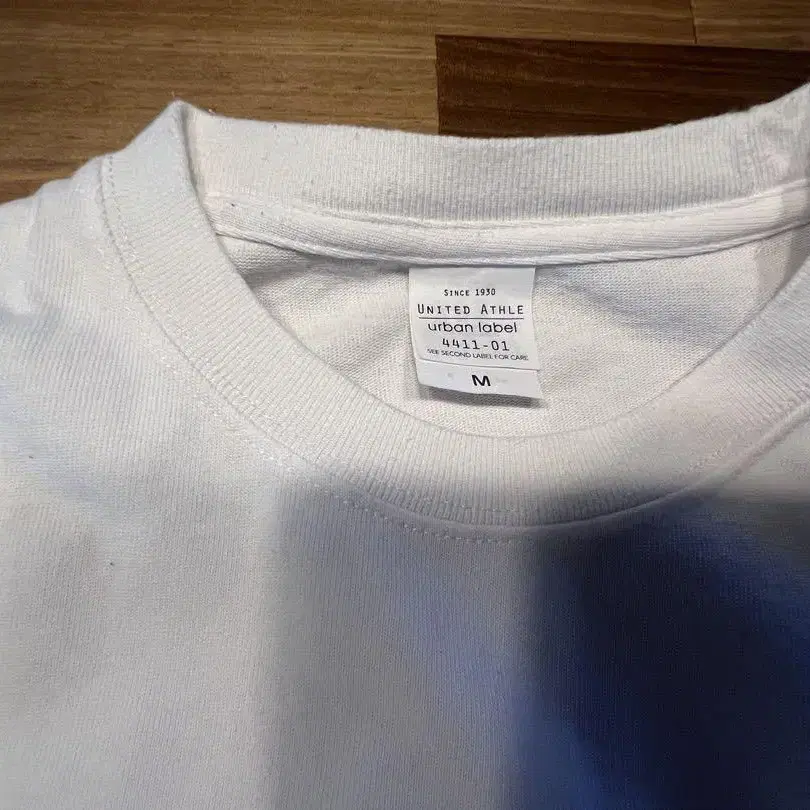 SINCE 1930
UNITED ATHLE
urban label
4411-01
SEE SECOND LABEL FOR CARE
M